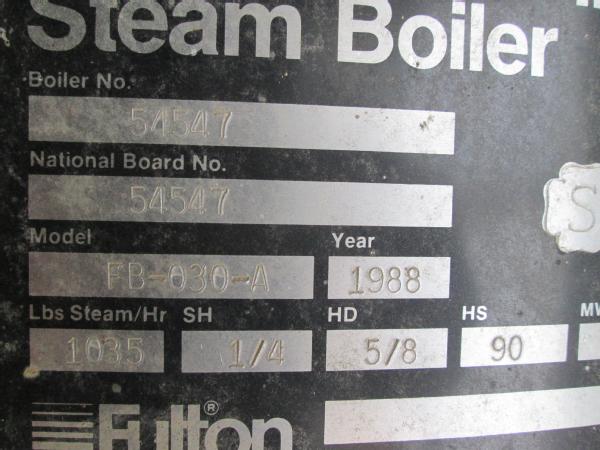 Steam Boiler
Boiler No.
54547
National Board No.
54547
Model Year
FB-030-A 1988
Lbs Steam/Hr SH HD HS
1035 1/4 5/8 90
Fulton®
S